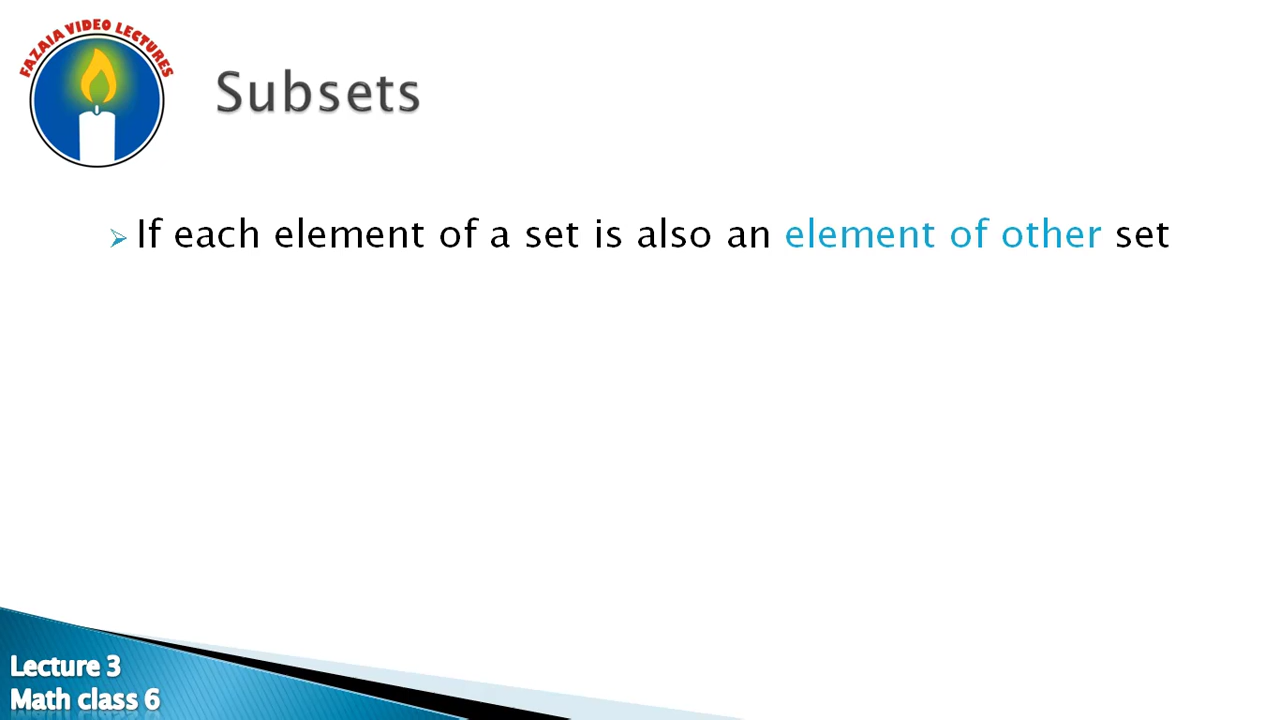 FAZAIA VIDEO LECTURES
Subsets
If each element of a set is also an element of other set
Lecture 3
Math class 6